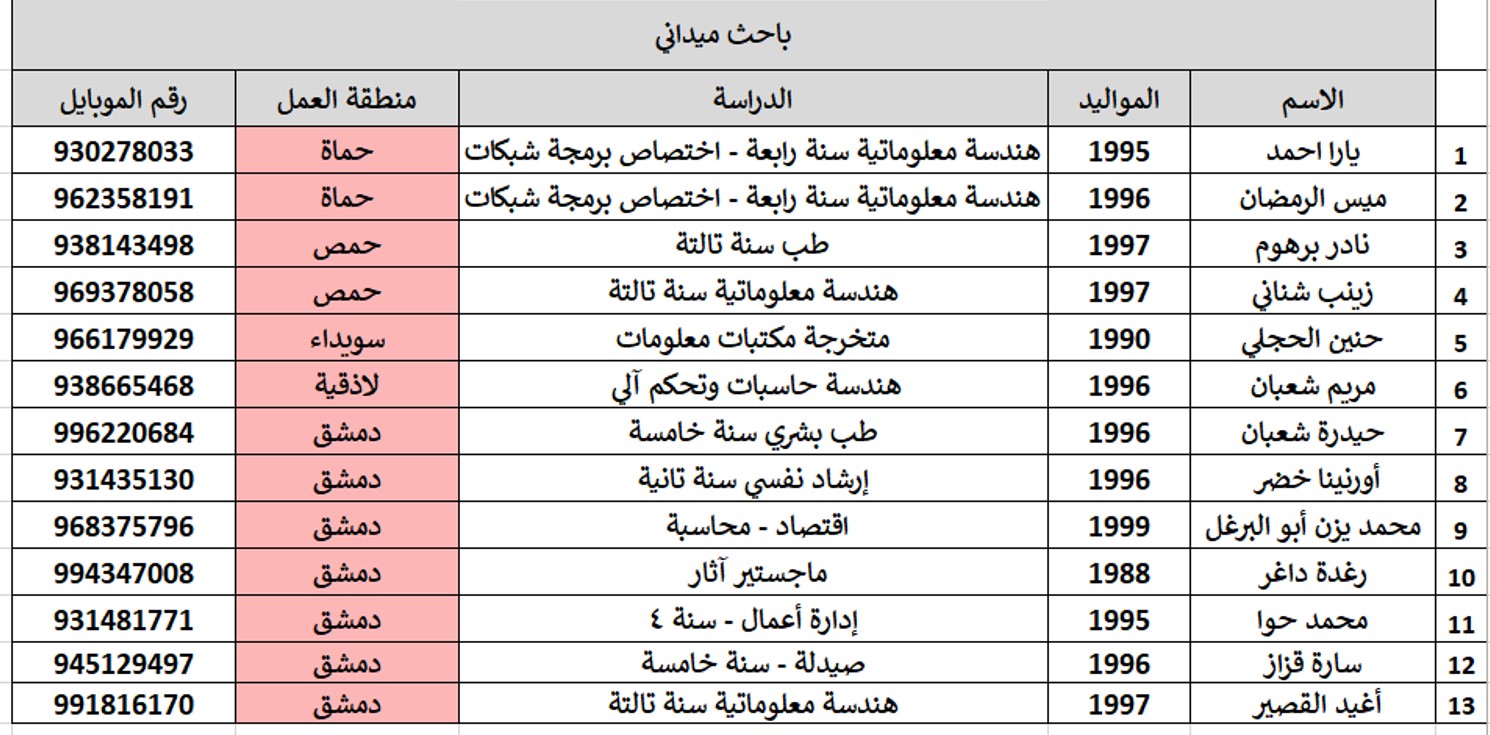 باحث ميداني
الاسم المواليد الدراسة منطقة العمل رقم الموبايل
1 يارا احمد 1995 هندسة معلوماتية سنة رابعة - اختصاص برمجة شبكات حماة 930278033
2 ميس الرمضان 1996 هندسة معلوماتية سنة رابعة - اختصاص برمجة شبكات حماة 962358191
3 نادر برهوم 1997 طب سنة تالتة حمص 938143498
4 زينب شناني 1997 هندسة معلوماتية سنة تالتة حمص 969378058
5 حنين الحجلي 1990 متخرجة مكتبات معلومات سويداء 966179929
6 مريم شعبان 1996 هندسة حاسبات وتحكم آلي لاذقية 938665468
7 حيدرة شعبان 1996 طب بشري سنة خامسة دمشق 996220684
8 أورنينا خضر 1996 إرشاد نفسي سنة تانية دمشق 931435130
9 محمد يزن أبو البرغل 1999 اقتصاد - محاسبة دمشق 968375796
10 رغدة داغر 1988 ماجستير آثار دمشق 994347008
11 محمد حوا 1995 إدارة أعمال - سنة ٤ دمشق 931481771
12 سارة قزاز 1996 صيدلة - سنة خامسة دمشق 945129497
13 أغيد القصير 1997 هندسة معلوماتية سنة تالتة دمشق 991816170